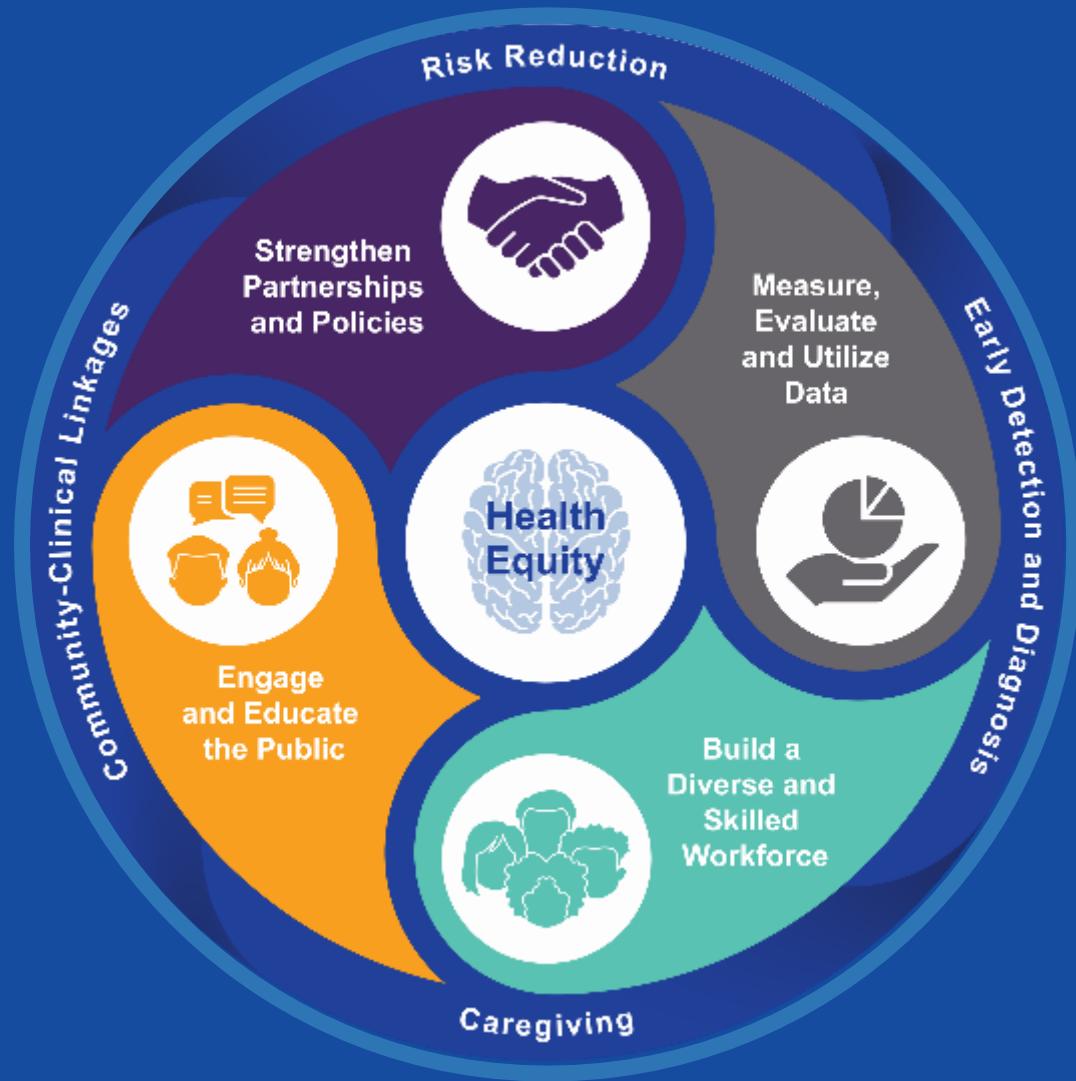 Risk Reduction
Strengthen
Partnerships
and Policies
Measure,
Evaluate
and Utilize
Data
Early Detection and Diagnosis
Community-Clinical Linkages
Health
Equity
Engage
and Educate
the Public
Build a
Diverse and
Skilled
Workforce
Caregiving